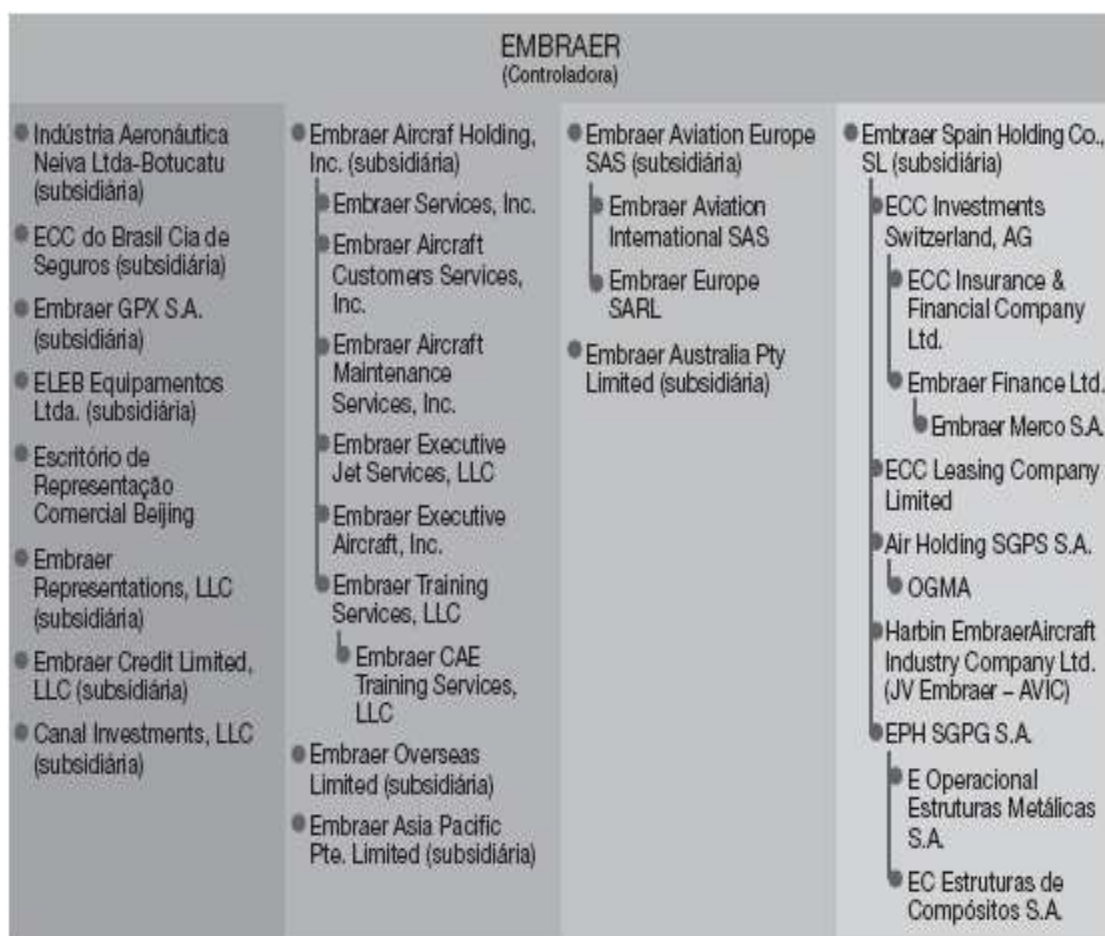 EMBRAER
(Controladora)
Indústria Aeronáutica
Neiva Ltda-Botucatu
(subsidiária)
ECC do Brasil Cia de
Seguros (subsidiária)
Embraer GPX S.A.
(subsidiária)
ELEB Equipamentos
Ltda. (subsidiária)
Escritório de
Representação
Comercial Beijing
Embraer
Representations, LLC
(subsidiária)
Embraer Credit Limited,
LLC (subsidiária)
Canal Investments, LLC
(subsidiária)
Embraer Aircraf Holding,
Inc. (subsidiária)
Embraer Services, Inc.
Embraer Aircraft
Customers Services,
Inc.
Embraer Aircraft
Maintenance
Services, Inc.
Embraer Executive
Jet Services, LLC
Embraer Executive
Aircraft, Inc.
Embraer Training
Services, LLC
Embraer CAE
Training Services,
LLC
Embraer Overseas
Limited (subsidiária)
Embraer Asia Pacific
Pte. Limited (subsidiária)
Embraer Aviation Europe
SAS (subsidiária)
Embraer Aviation
International SAS
Embraer Europe
SARL
Embraer Australia Pty
Limited (subsidiária)
Embraer Spain Holding Co.,
SL (subsidiária)
ECC Investments
Switzerland, AG
ECC Insurance &
Financial Company
Ltd.
Embraer Finance Ltd.
Embraer Merco S.A.
ECC Leasing Company
Limited
Air Holding SGPS S.A.
OGMA
Harbin EmbraerAircraft
Industry Company Ltd.
(JV Embraer – AVIC)
EPH SGPG S.A.
E Operacional
Estruturas Metálicas
S.A.
EC Estruturas de
Compósitos S.A.